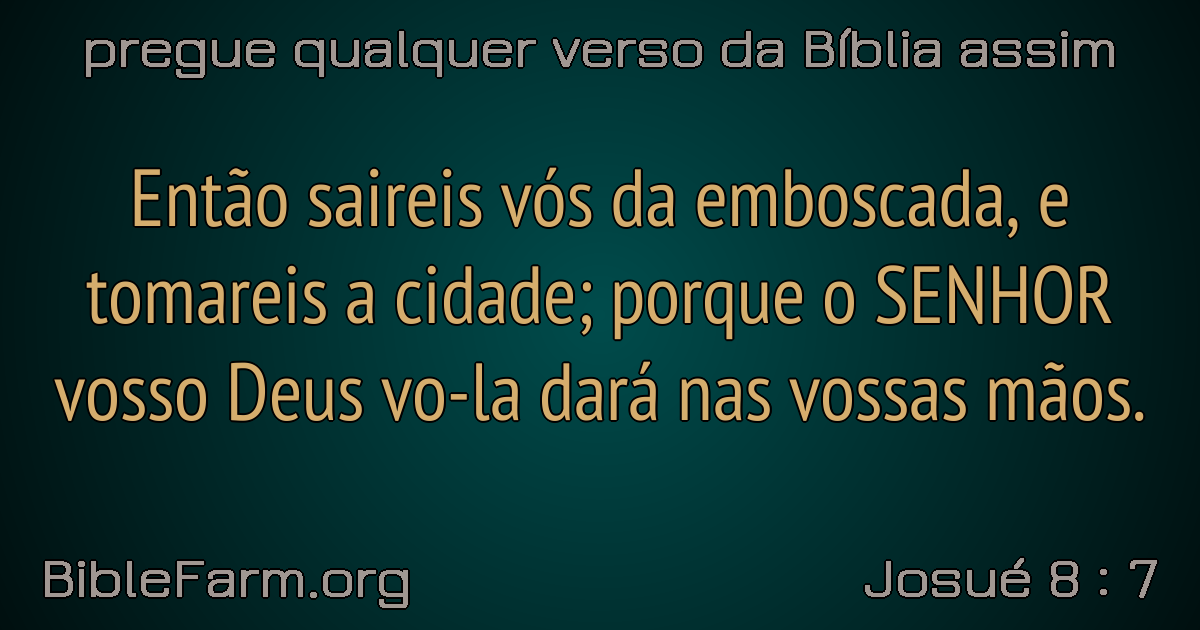 pregue qualquer verso da Bíblia assim
Então saireis vós da emboscada, e
tomareis a cidade; porque o SENHOR
vosso Deus vo-la dará nas vossas mãos.
BibleFarm.org
Josué 8 : 7